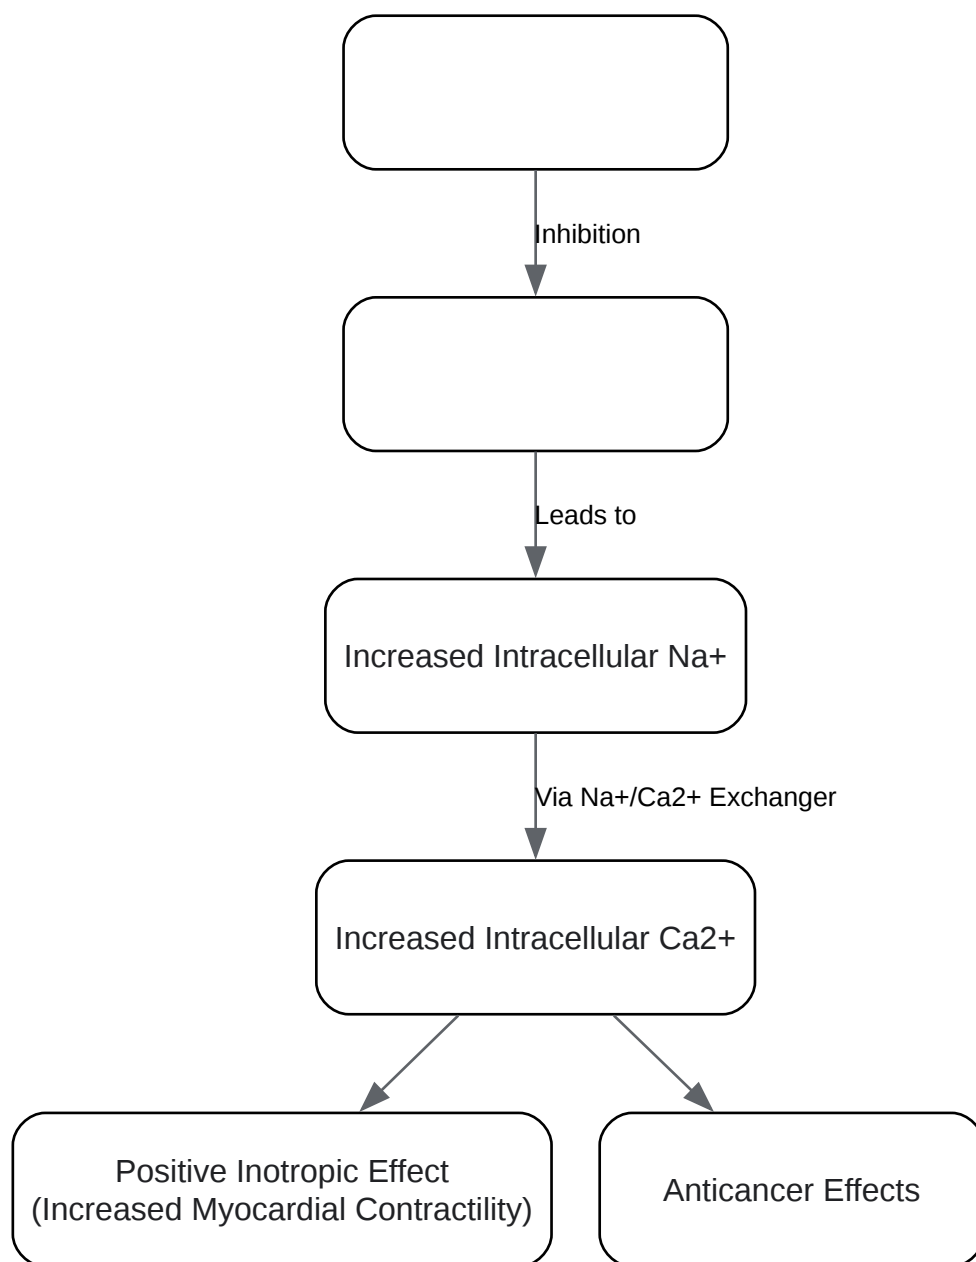 Inhibition
Leads to
Increased Intracellular Na+
Via Na+/Ca2+ Exchanger
Increased Intracellular Ca2+
Positive Inotropic Effect
(Increased Myocardial Contractility)
Anticancer Effects